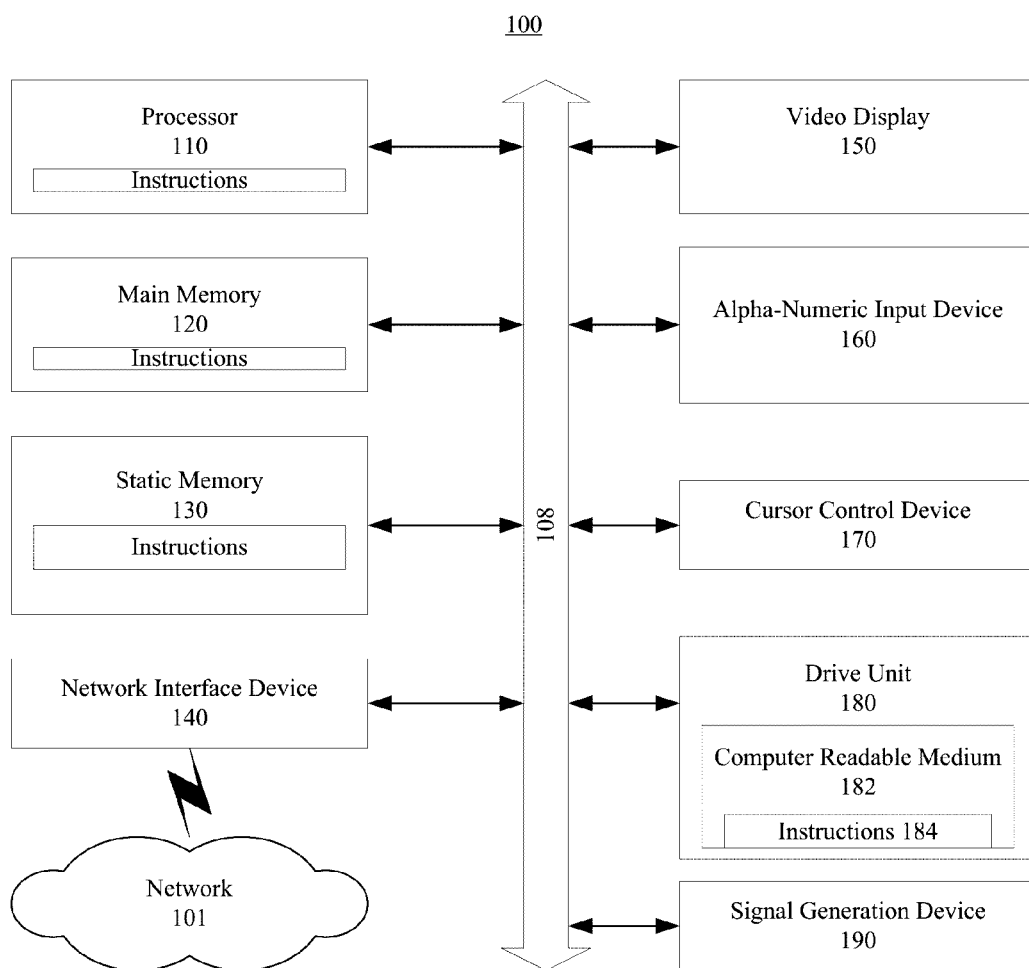 100
Processor
110
Instructions
Main Memory
120
Instructions
Static Memory
130
Instructions
Network Interface Device
140
Network
101
108
Video Display
150
Alpha-Numeric Input Device
160
Cursor Control Device
170
Drive Unit
180
Computer Readable Medium
182
Instructions 184
Signal Generation Device
190